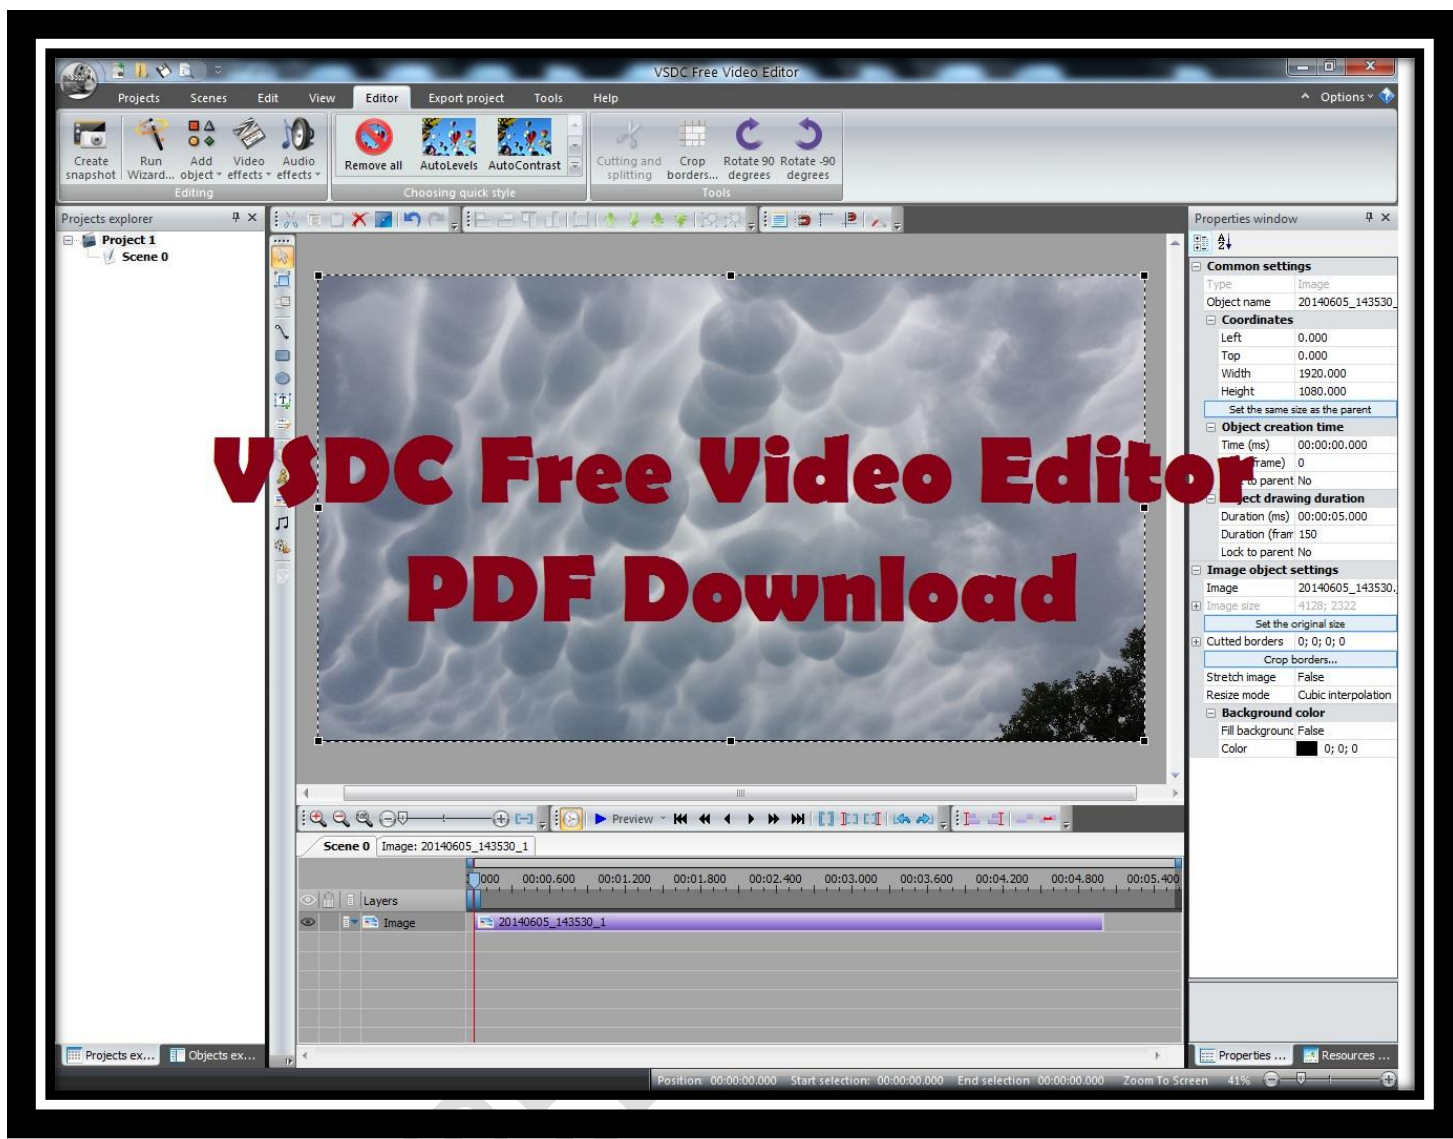 VSDC Free Video Editor
Projects
Scenes
Edit
View
Editor
Export project
Tools
Help
Options
Create snapshot
Run Wizard...
Add object
Video effects
Audio effects
Editing
Remove all
AutoLevels
AutoContrast
Choosing quick style
Cutting and splitting
Crop borders...
Rotate 90 degrees
Rotate -90 degrees
Tools
Projects explorer
Project 1
Scene 0
VSDC Free Video Editor
PDF Download
Properties window
Common settings
Type Image
Object name 20140605_143530_
Coordinates
Left 0.000
Top 0.000
Width 1920.000
Height 1080.000
Set the same size as the parent
Object creation time
Time (ms) 00:00:00.000
frame) 0
to parent No
ject drawing duration
Duration (ms) 00:00:05.000
Duration (fram 150
Lock to parent No
Image object settings
Image 20140605_143530.
Image size 4128; 2322
Set the original size
Cutted borders 0; 0; 0; 0
Crop borders...
Stretch image False
Resize mode Cubic interpolation
Background color
Fill background False
Color 0; 0; 0
Preview
Scene 0
Image: 20140605_143530_1
000 00:00.600 00:01.200 00:01.800 00:02.400 00:03.000 00:03.600 00:04.200 00:04.800 00:05.400
Layers
Image
20140605_143530_1
Projects ex...
Objects ex...
Properties ...
Resources ...
Position 00:00:00.000 Start selection: 00:00:00.000 End selection 00:00:00.000 Zoom To Screen 41%